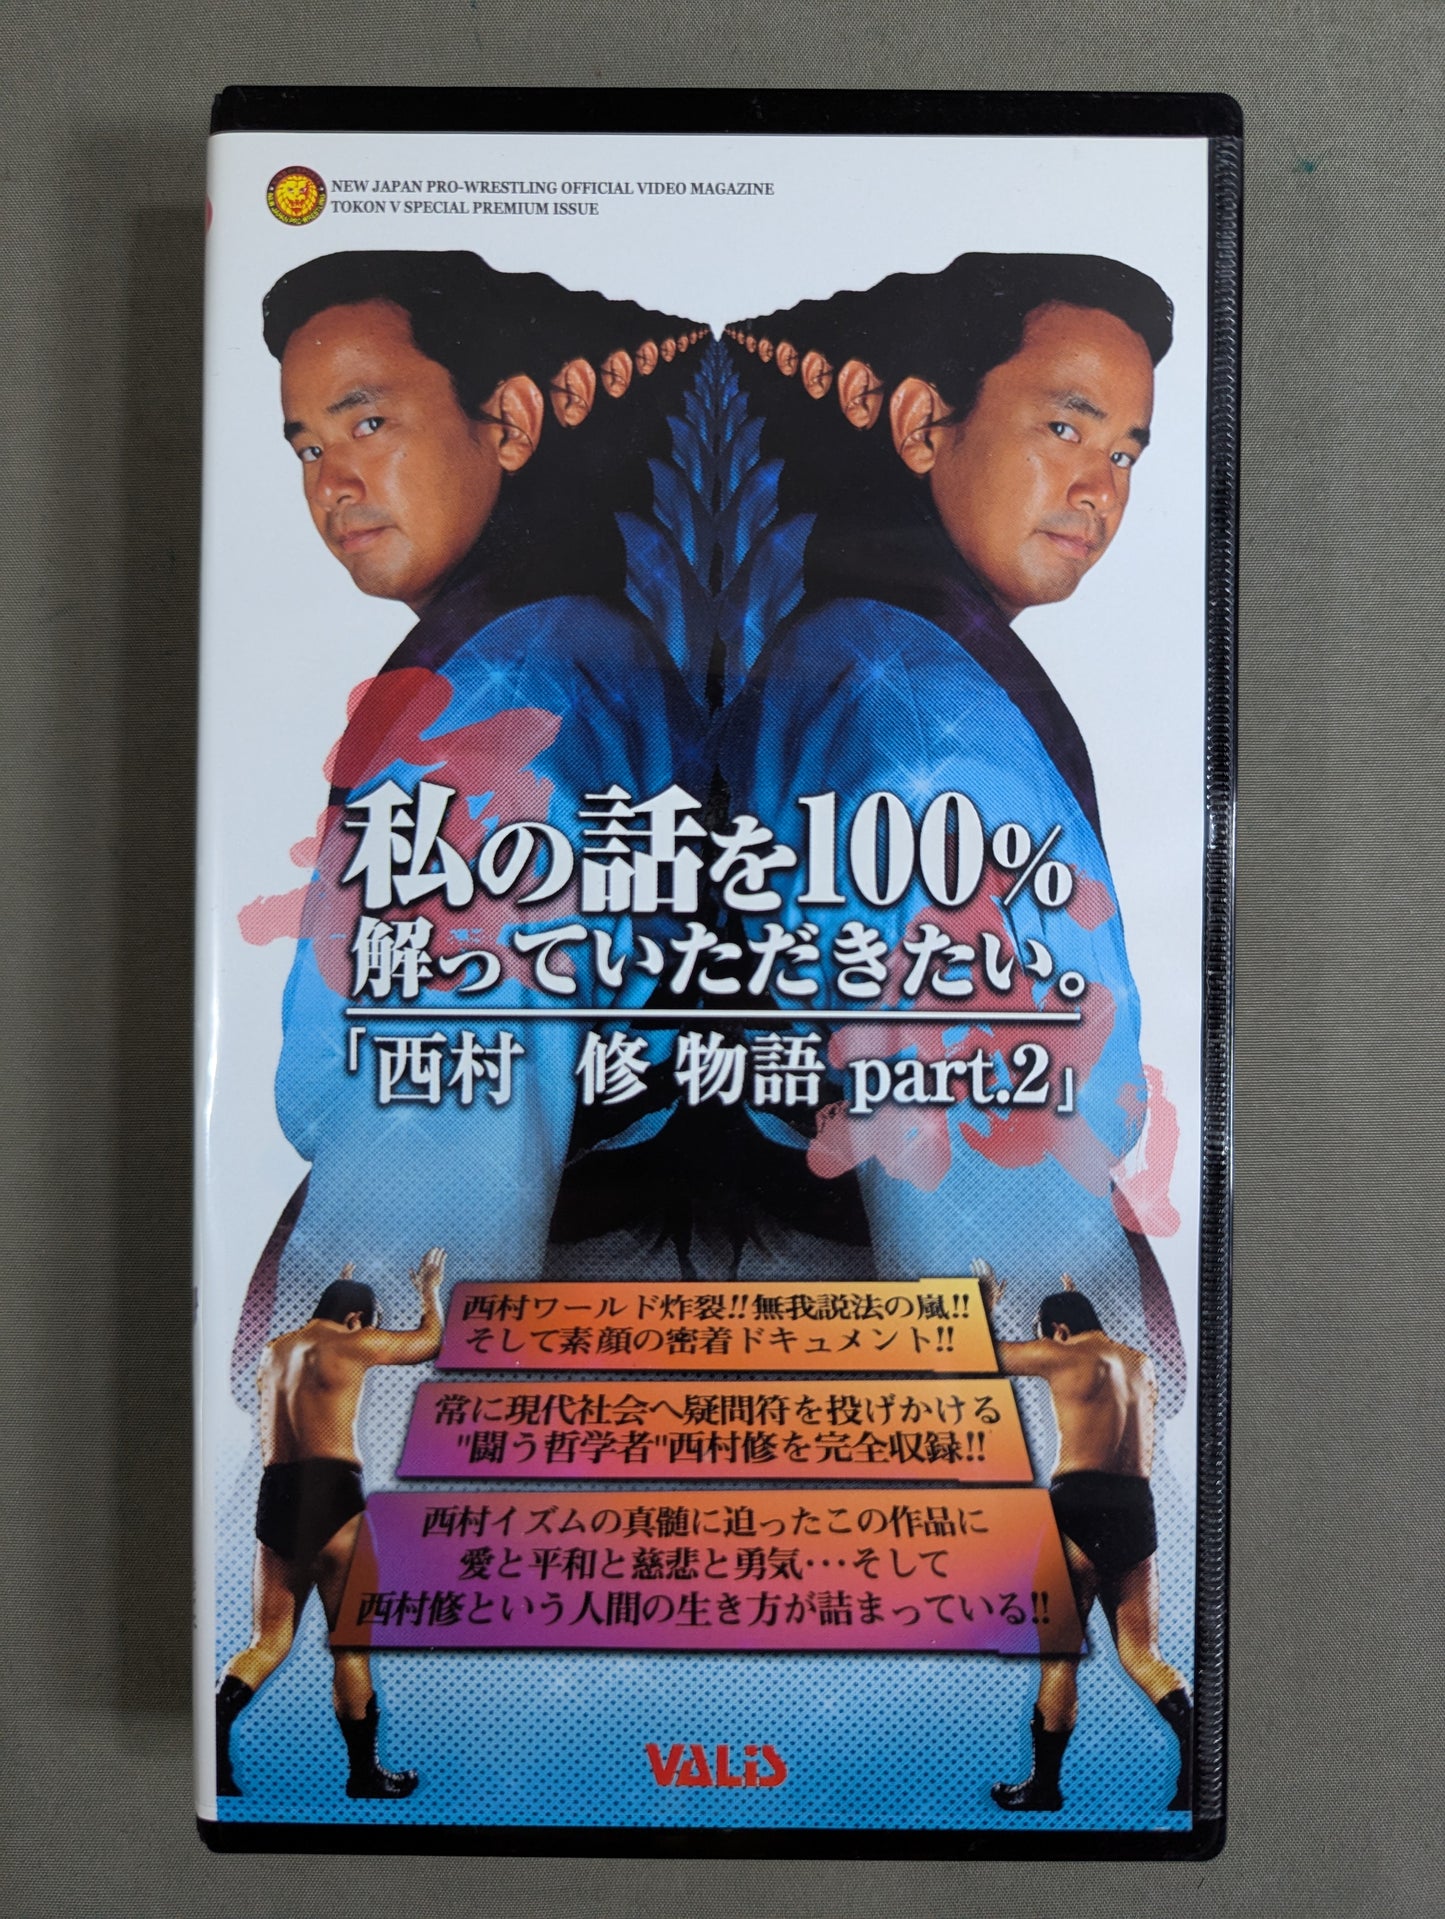 NEW JAPAN PRO-WRESTLING OFFICIAL VIDEO MAGAZINE
TOKON V SPECIAL PREMIUM ISSUE
私の話を100%
解っていただきたい。
「西村 修 物語 part.2」
西村ワールド炸裂!!無我説法の嵐!!
そして素顔の密着ドキュメント!!
常に現代社会へ疑問符を投げかける
"闘う哲学者"西村修を完全収録!!
西村イズムの真髄に迫ったこの作品に
愛と平和と慈悲と勇気…そして
西村修という人間の生き方が詰まっている!!
VALiS